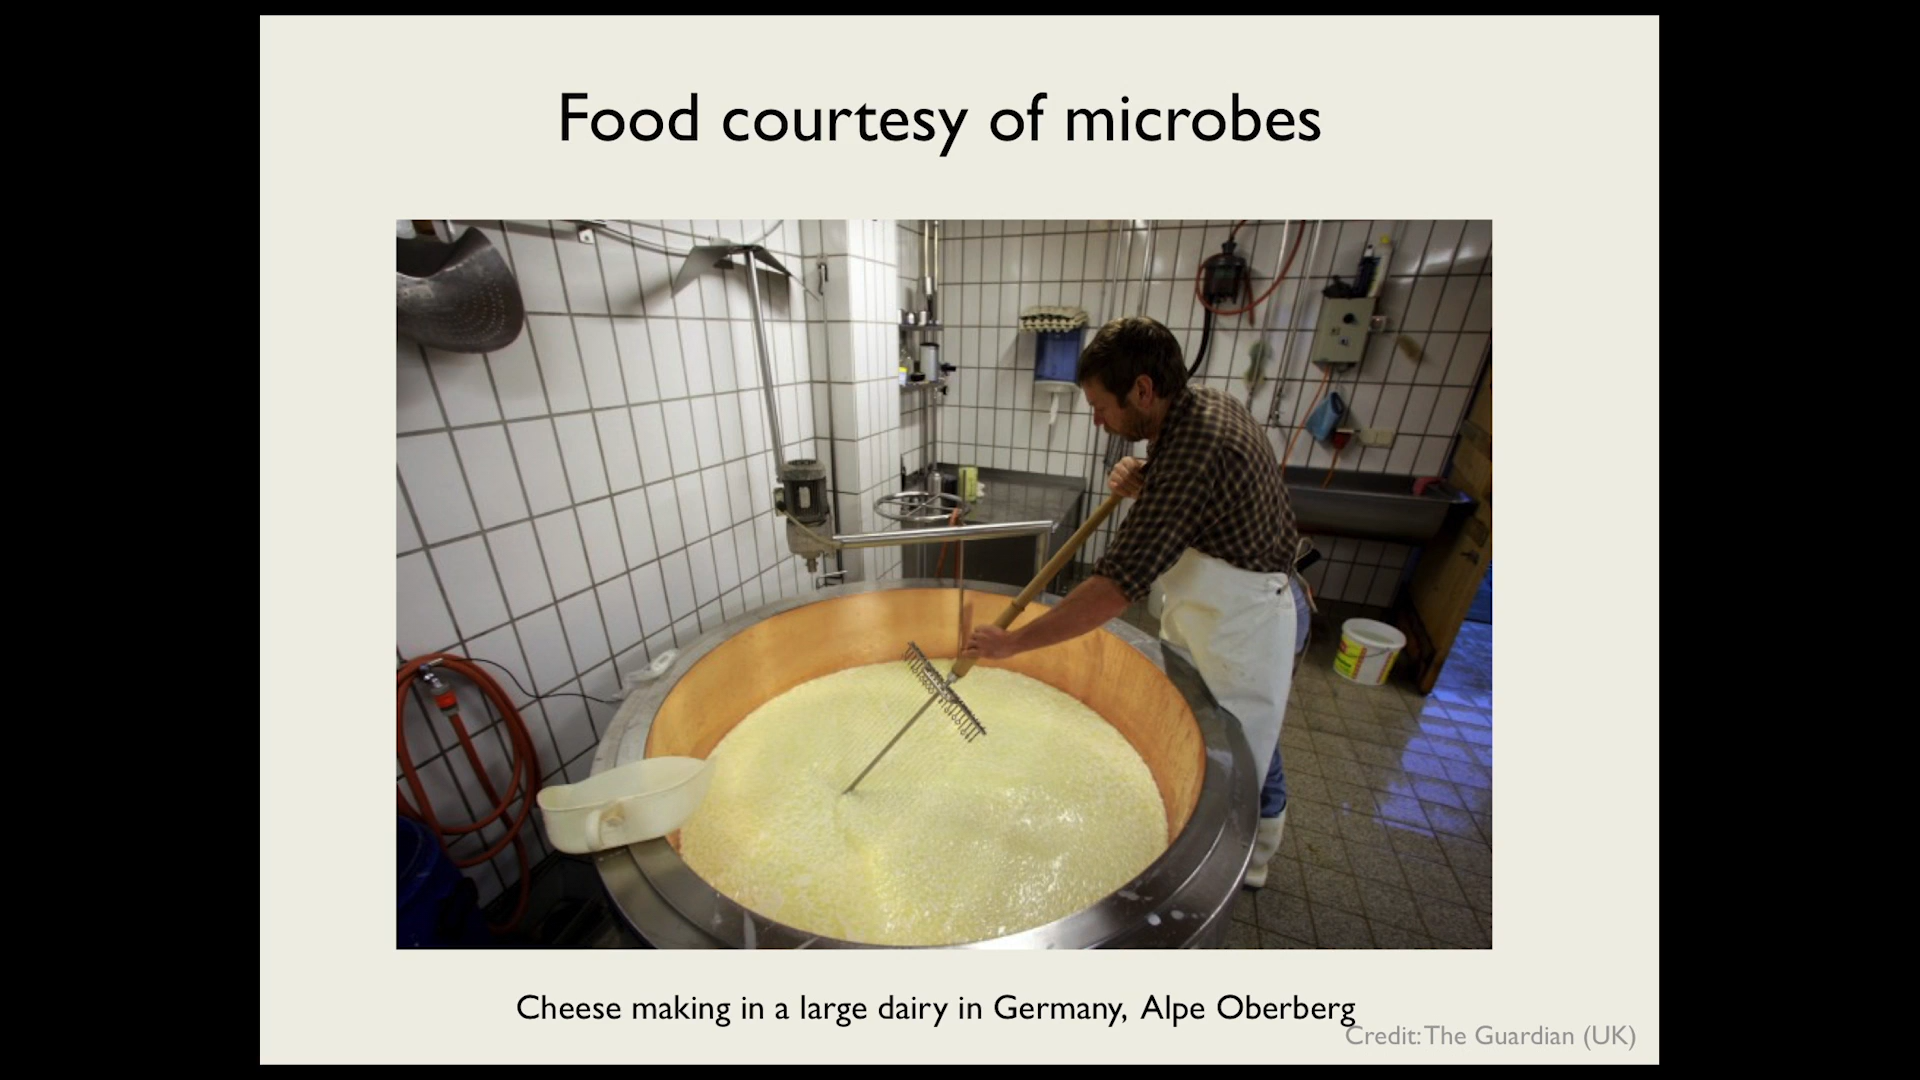 Food courtesy of microbes
Cheese making in a large dairy in Germany, Alpe Oberberg
Credit: The Guardian (UK)